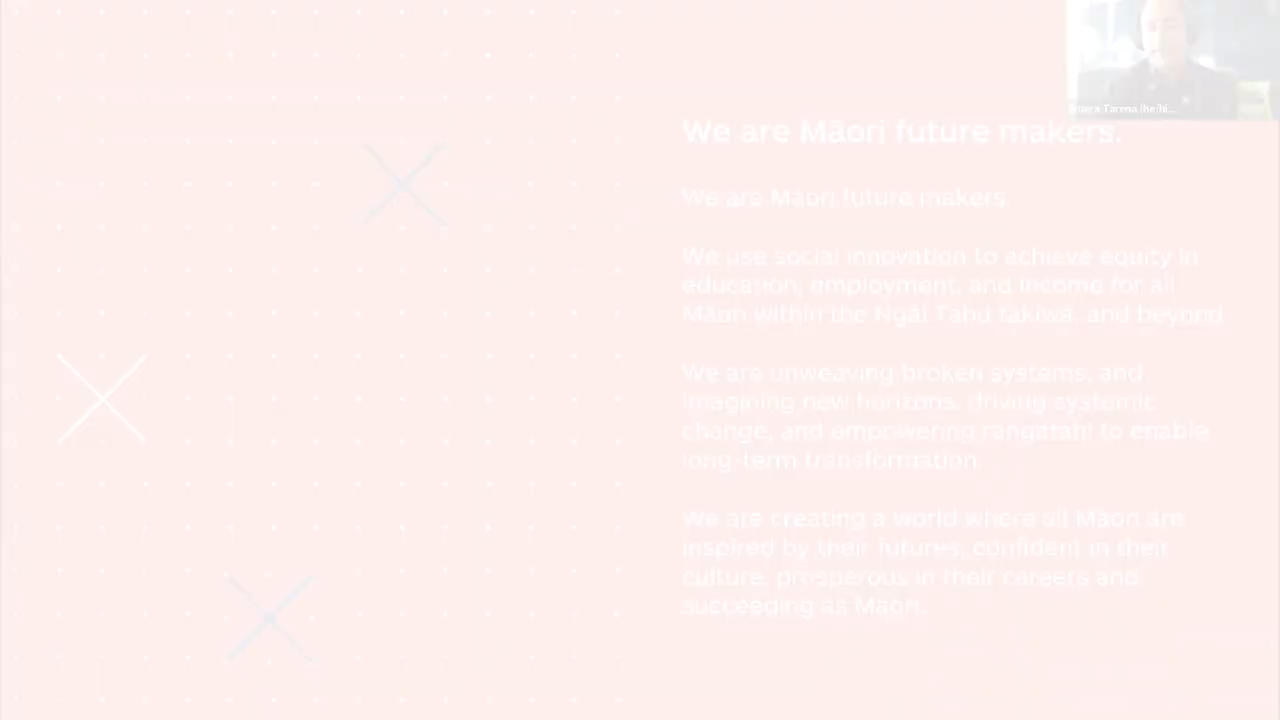 We are Māori future makers.
We are Māori future makers.
We use social innovation to achieve equity in
education, employment, and income for all
Māori within the Ngāi Tahu takiwā, and beyond.
We are unweaving broken systems, and
imagining new horizons, driving systemic
change, and empowering rangatahi to enable
long-term transformation.
We are creating a world where all Māori are
inspired by their futures, confident in their
culture, prosperous in their careers and
succeeding as Māori.
Tarena (he/hi...